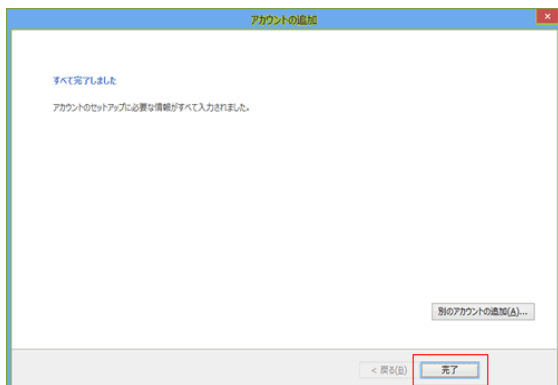 アカウントの追加
すべて完了しました
アカウントのセットアップに必要な情報がすべて入力されました。
別のアカウントの追加(A)...
< 戻る(B)
完了